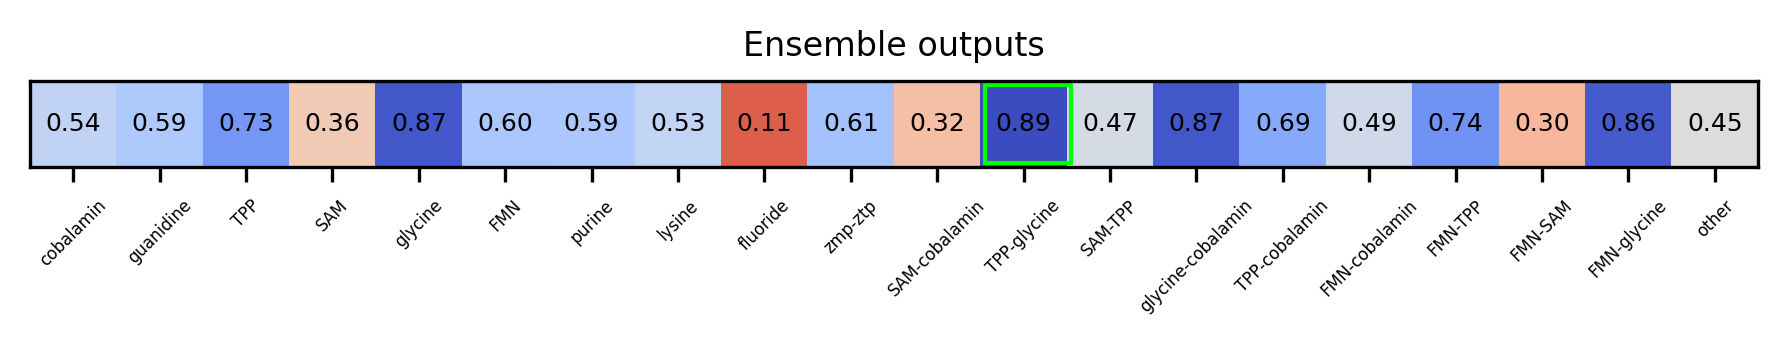 Ensemble outputs
0.54 0.59 0.73 0.36 0.87 0.60 0.59 0.53 0.11 0.61 0.32 0.89 0.47 0.87 0.69 0.49 0.74 0.30 0.86 0.45
cobalamin guanidine TPP SAM glycine FMN purine lysine fluoride zmp-ztp SAM-cobalamin TPP-glycine SAM-TPP glycine-cobalamin TPP-cobalamin FMN-cobalamin FMN-TPP FMN-SAM FMN-glycine other